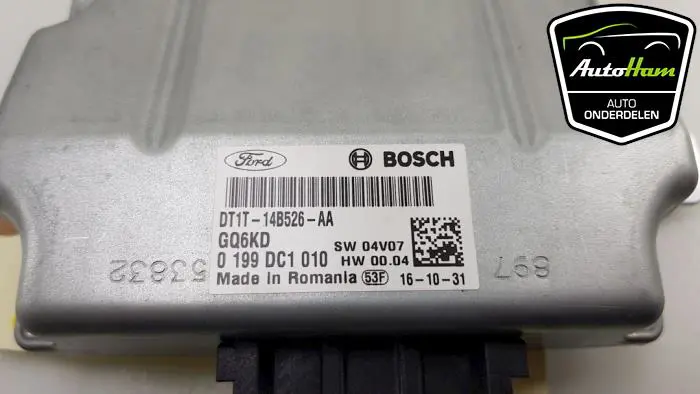 AutoHam
AUTO
ONDERDELEN
Ford
BOSCH
DT1T-14B526-AA
GQ6KD
SW 04V07
0 199 DC1 010
HW 00.04
Made in Romania
53F
16-10-31
53832
897